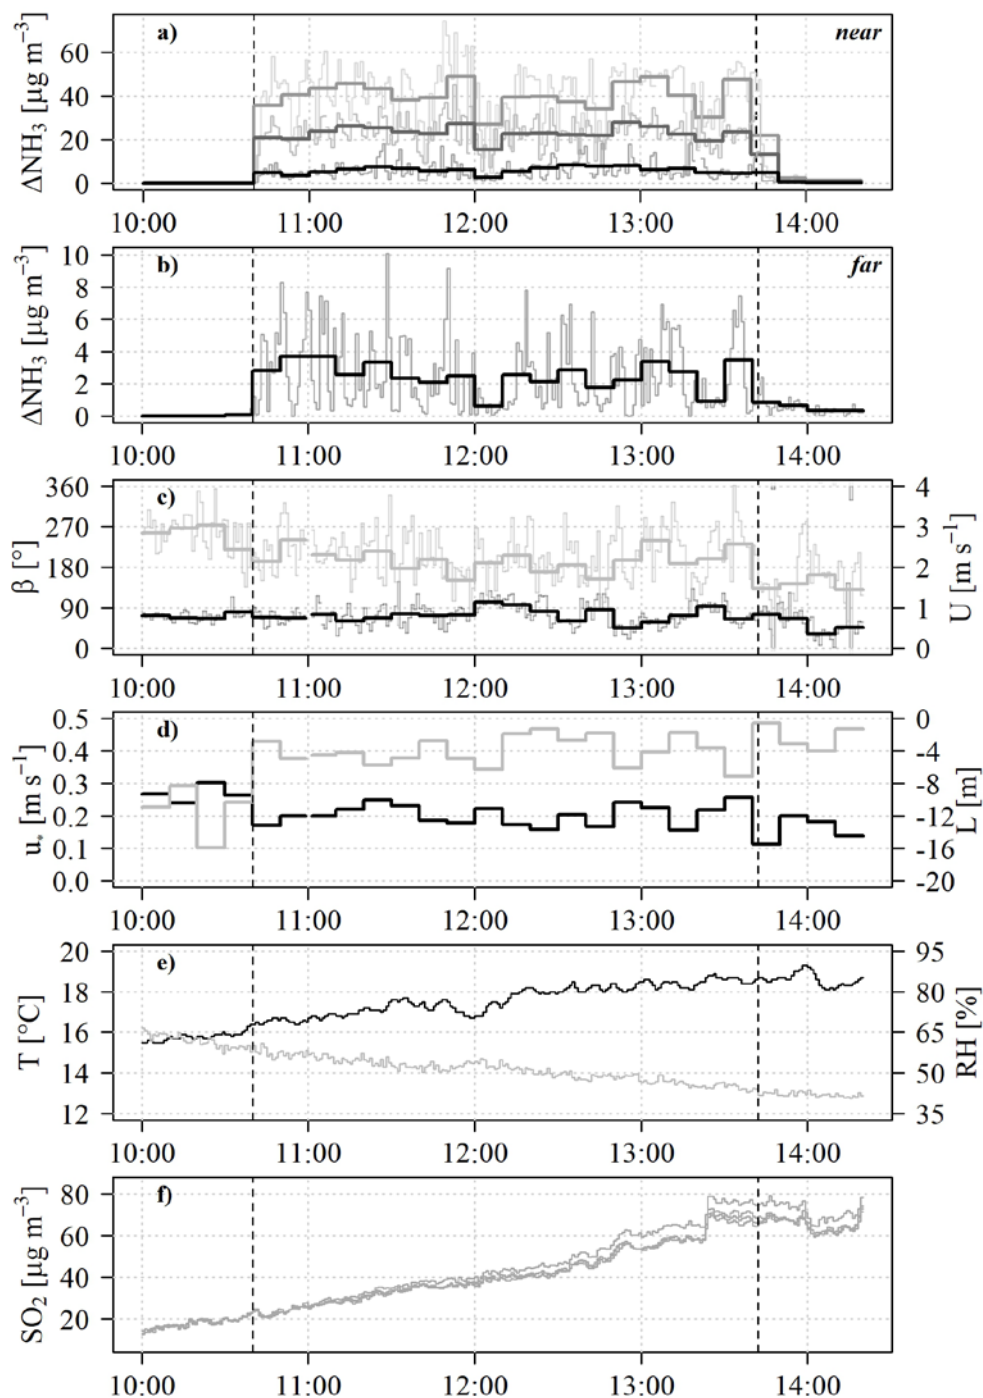 a)
near
ΔNH₃ [µg m⁻³]
60
40
20
0
10:00 11:00 12:00 13:00 14:00
b)
far
ΔNH₃ [µg m⁻³]
10
8
6
4
2
0
10:00 11:00 12:00 13:00 14:00
c)
β [°]
360
270
180
90
0
U [m s⁻¹]
4
3
2
1
0
10:00 11:00 12:00 13:00 14:00
d)
u* [m s⁻¹]
0.5
0.4
0.3
0.2
0.1
0.0
L [m]
0
-4
-8
-12
-16
-20
10:00 11:00 12:00 13:00 14:00
e)
T [°C]
20
18
16
14
12
RH [%]
95
80
65
50
35
10:00 11:00 12:00 13:00 14:00
f)
SO₂ [µg m⁻³]
80
60
40
20
10:00 11:00 12:00 13:00 14:00